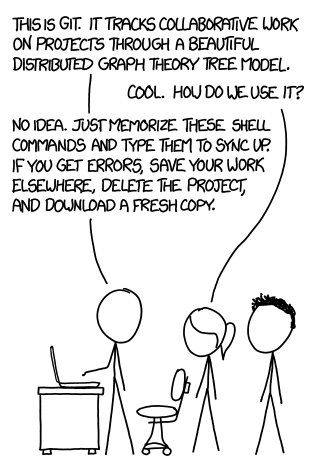 THIS IS GIT. IT TRACKS COLLABORATIVE WORK
ON PROJECTS THROUGH A BEAUTIFUL
DISTRIBUTED GRAPH THEORY TREE MODEL.
COOL. HOW DO WE USE IT?
NO IDEA. JUST MEMORIZE THESE SHELL
COMMANDS AND TYPE THEM TO SYNC UP.
IF YOU GET ERRORS, SAVE YOUR WORK
ELSEWHERE, DELETE THE PROJECT,
AND DOWNLOAD A FRESH COPY.